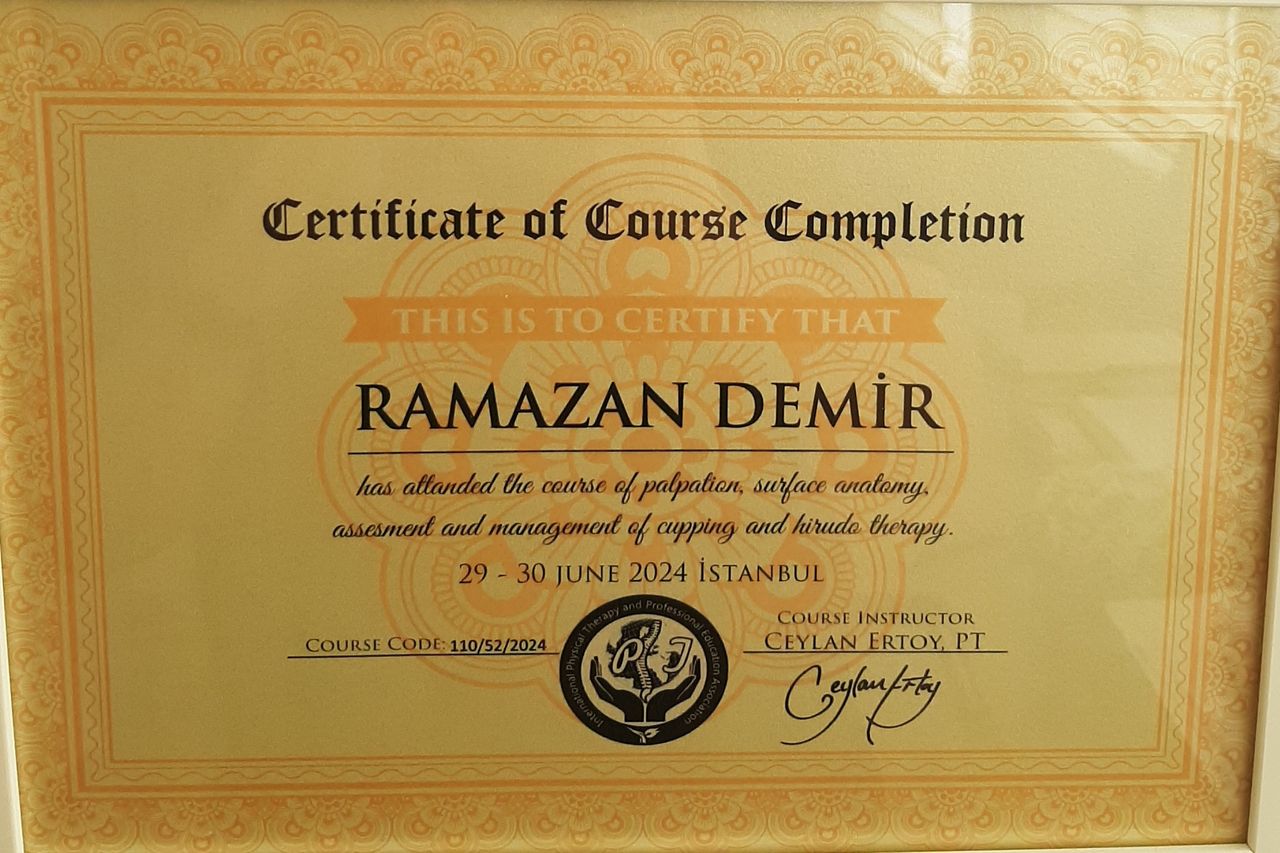 Certificate of Course Completion
THIS IS TO CERTIFY THAT
RAMAZAN DEMİR
has attanded the course of palpation, surface anatomy,
assesment and management of cupping and hirudo therapy.
29 - 30 JUNE 2024 İSTANBUL
COURSE CODE: 110/52/2024
International Physical Therapy and Professional Education Association
COURSE INSTRUCTOR
CEYLAN ERTOY, PT
Ceylan Ertoy